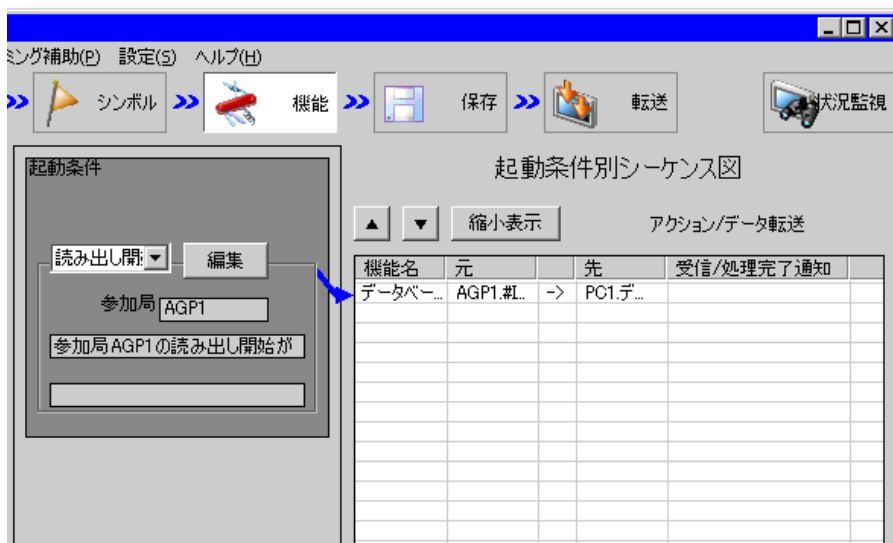 ミング補助(P) 設定(S) ヘルプ(H)
シンボル 機能 保存 転送 状況監視
起動条件
読み出し開 編集
参加局 AGP1
参加局AGP1の読み出し開始が
起動条件別シーケンス図
縮小表示 アクション/データ転送
機能名 元 先 受信/処理完了通知
データベー... AGP1.#I... -> PC1.デ...